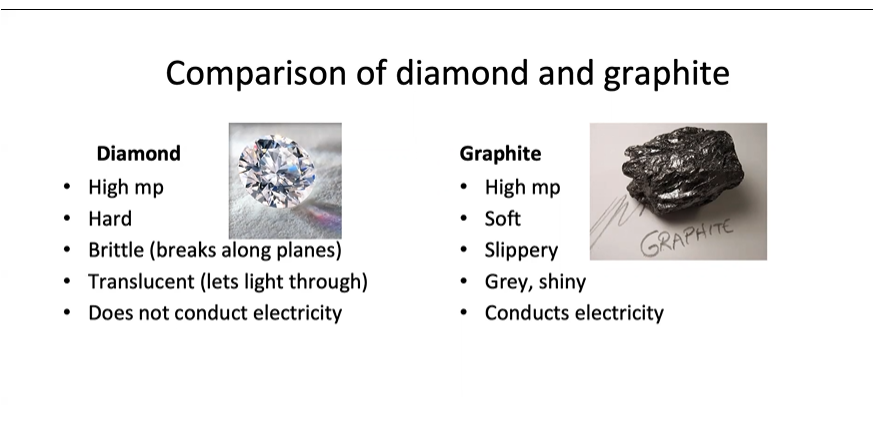 Comparison of diamond and graphite
Diamond
• High mp
• Hard
• Brittle (breaks along planes)
• Translucent (lets light through)
• Does not conduct electricity
Graphite
• High mp
• Soft
• Slippery
• Grey, shiny
• Conducts electricity
GRAPHITE